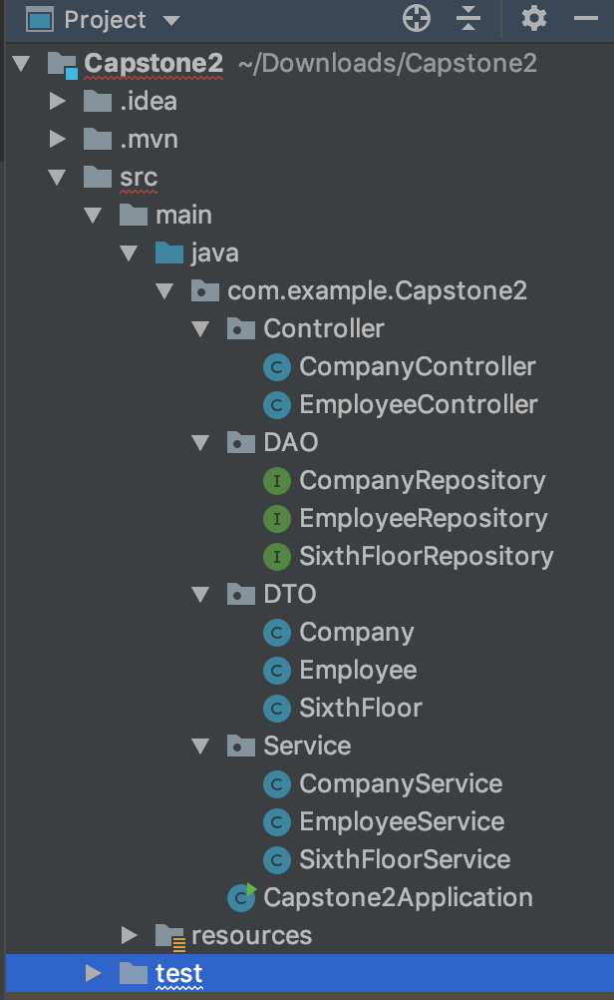 Project
Capstone2 ~/Downloads/Capstone2
.idea
.mvn
src
main
java
com.example.Capstone2
Controller
C CompanyController
C EmployeeController
DAO
I CompanyRepository
I EmployeeRepository
I SixthFloorRepository
DTO
C Company
C Employee
C SixthFloor
Service
C CompanyService
C EmployeeService
C SixthFloorService
C Capstone2Application
resources
test